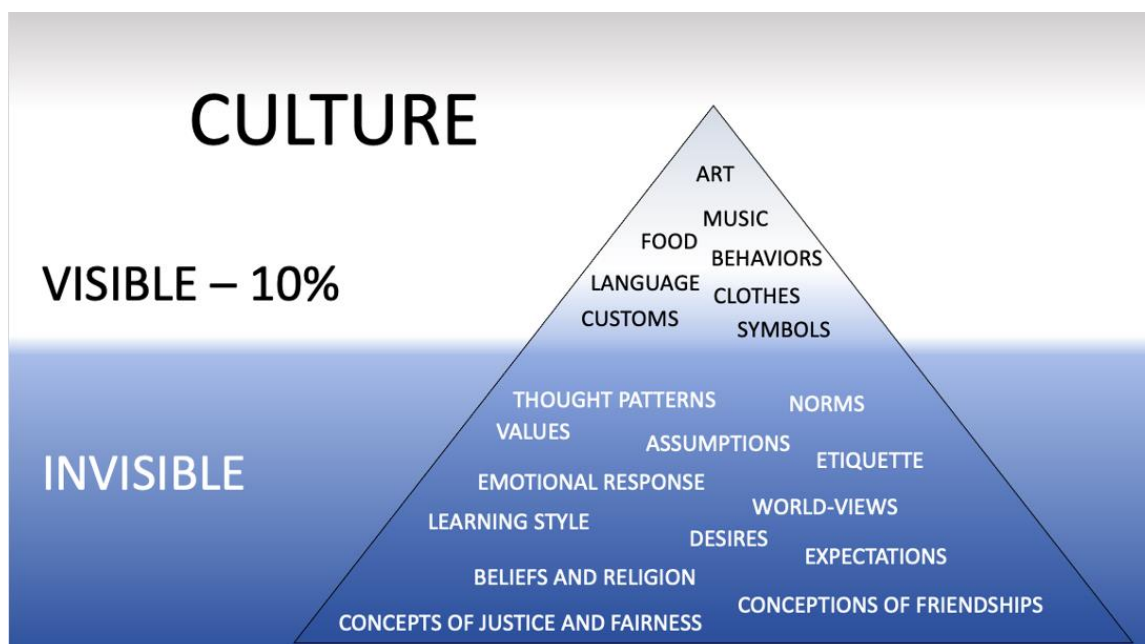 CULTURE
ART
MUSIC
FOOD
BEHAVIORS
VISIBLE – 10%
LANGUAGE
CLOTHES
CUSTOMS
SYMBOLS
THOUGHT PATTERNS
NORMS
VALUES
ASSUMPTIONS
ETIQUETTE
INVISIBLE
EMOTIONAL RESPONSE
WORLD-VIEWS
LEARNING STYLE
DESIRES
EXPECTATIONS
BELIEFS AND RELIGION
CONCEPTIONS OF FRIENDSHIPS
CONCEPTS OF JUSTICE AND FAIRNESS